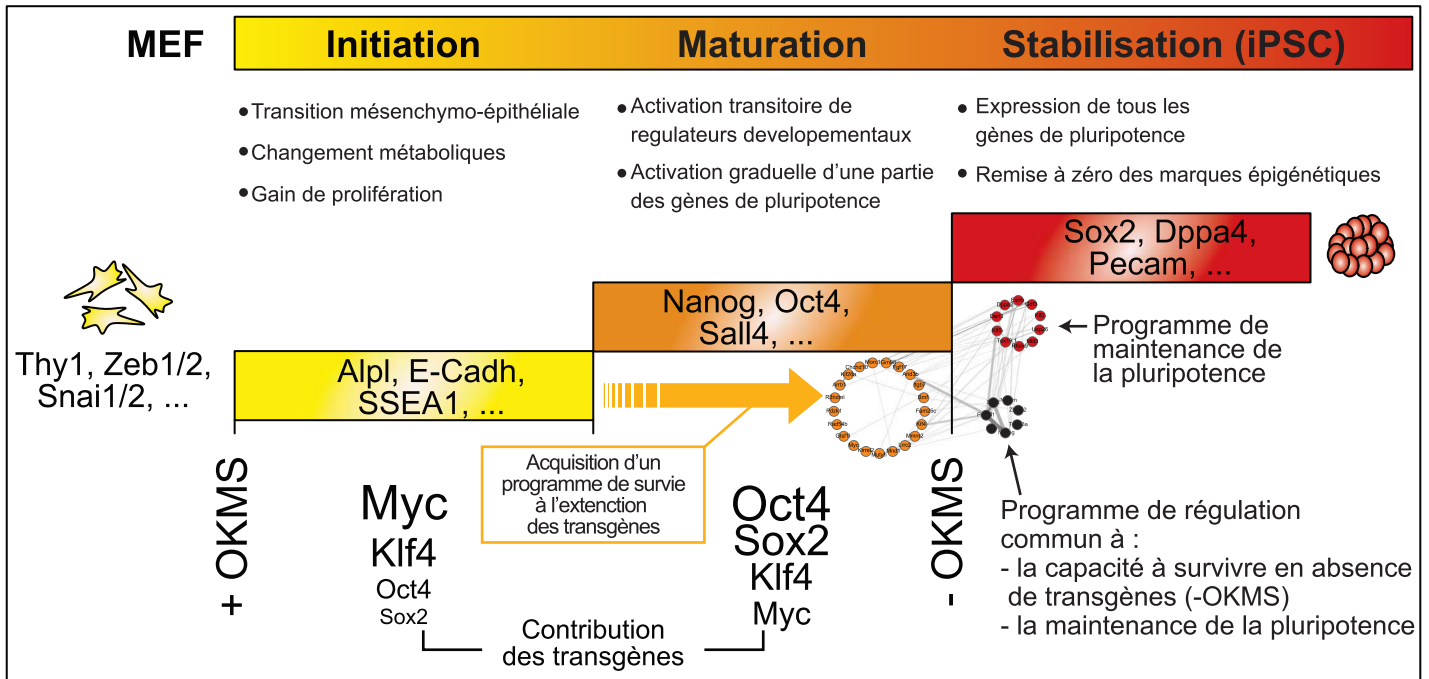 MEF
Initiation
Maturation
Stabilisation (iPSC)
●Transition mésenchymo-épithéliale
●Changement métaboliques
●Gain de prolifération
●Activation transitoire de
regulateurs developementaux
●Activation graduelle d'une partie
des gènes de pluripotence
● Expression de tous les
gènes de pluripotence
● Remise à zéro des marques épigénétiques
Thy1, Zeb1/2,
Snai1/2, ...
Alpl, E-Cadh,
SSEA1, ...
Nanog, Oct4,
Sall4, ...
Sox2, Dppa4,
Pecam, ...
Programme de
maintenance de
la pluripotence
+ OKMS
Myc
Klf4
Oct4
Sox2
Acquisition d'un
programme de survie
à l'extenction
des transgènes
Oct4
Sox2
Klf4
Myc
Contribution
des transgènes
- OKMS
Programme de régulation
commun à :
- la capacité à survivre en absence
de transgènes (-OKMS)
- la maintenance de la pluripotence